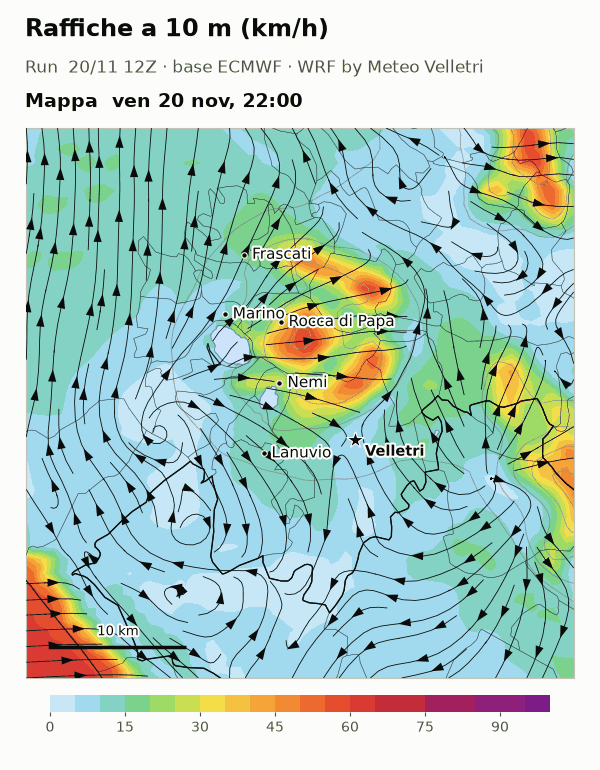 Raffiche a 10 m (km/h)
Run 20/11 12Z · base ECMWF · WRF by Meteo Velletri
Mappa ven 20 nov, 22:00
Frascati
Marino
Rocca di Papa
Nemi
Lanuvio
Velletri
10 km
0 15 30 45 60 75 90